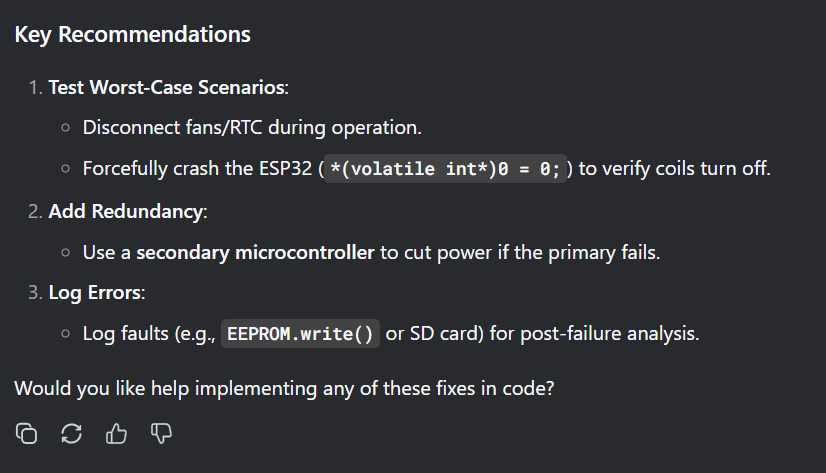 Key Recommendations
1. Test Worst-Case Scenarios:
○ Disconnect fans/RTC during operation.
○ Forcefully crash the ESP32 ( *(volatile int*)0 = 0; ) to verify coils turn off.
2. Add Redundancy:
○ Use a secondary microcontroller to cut power if the primary fails.
3. Log Errors:
○ Log faults (e.g., EEPROM.write() or SD card) for post-failure analysis.
Would you like help implementing any of these fixes in code?